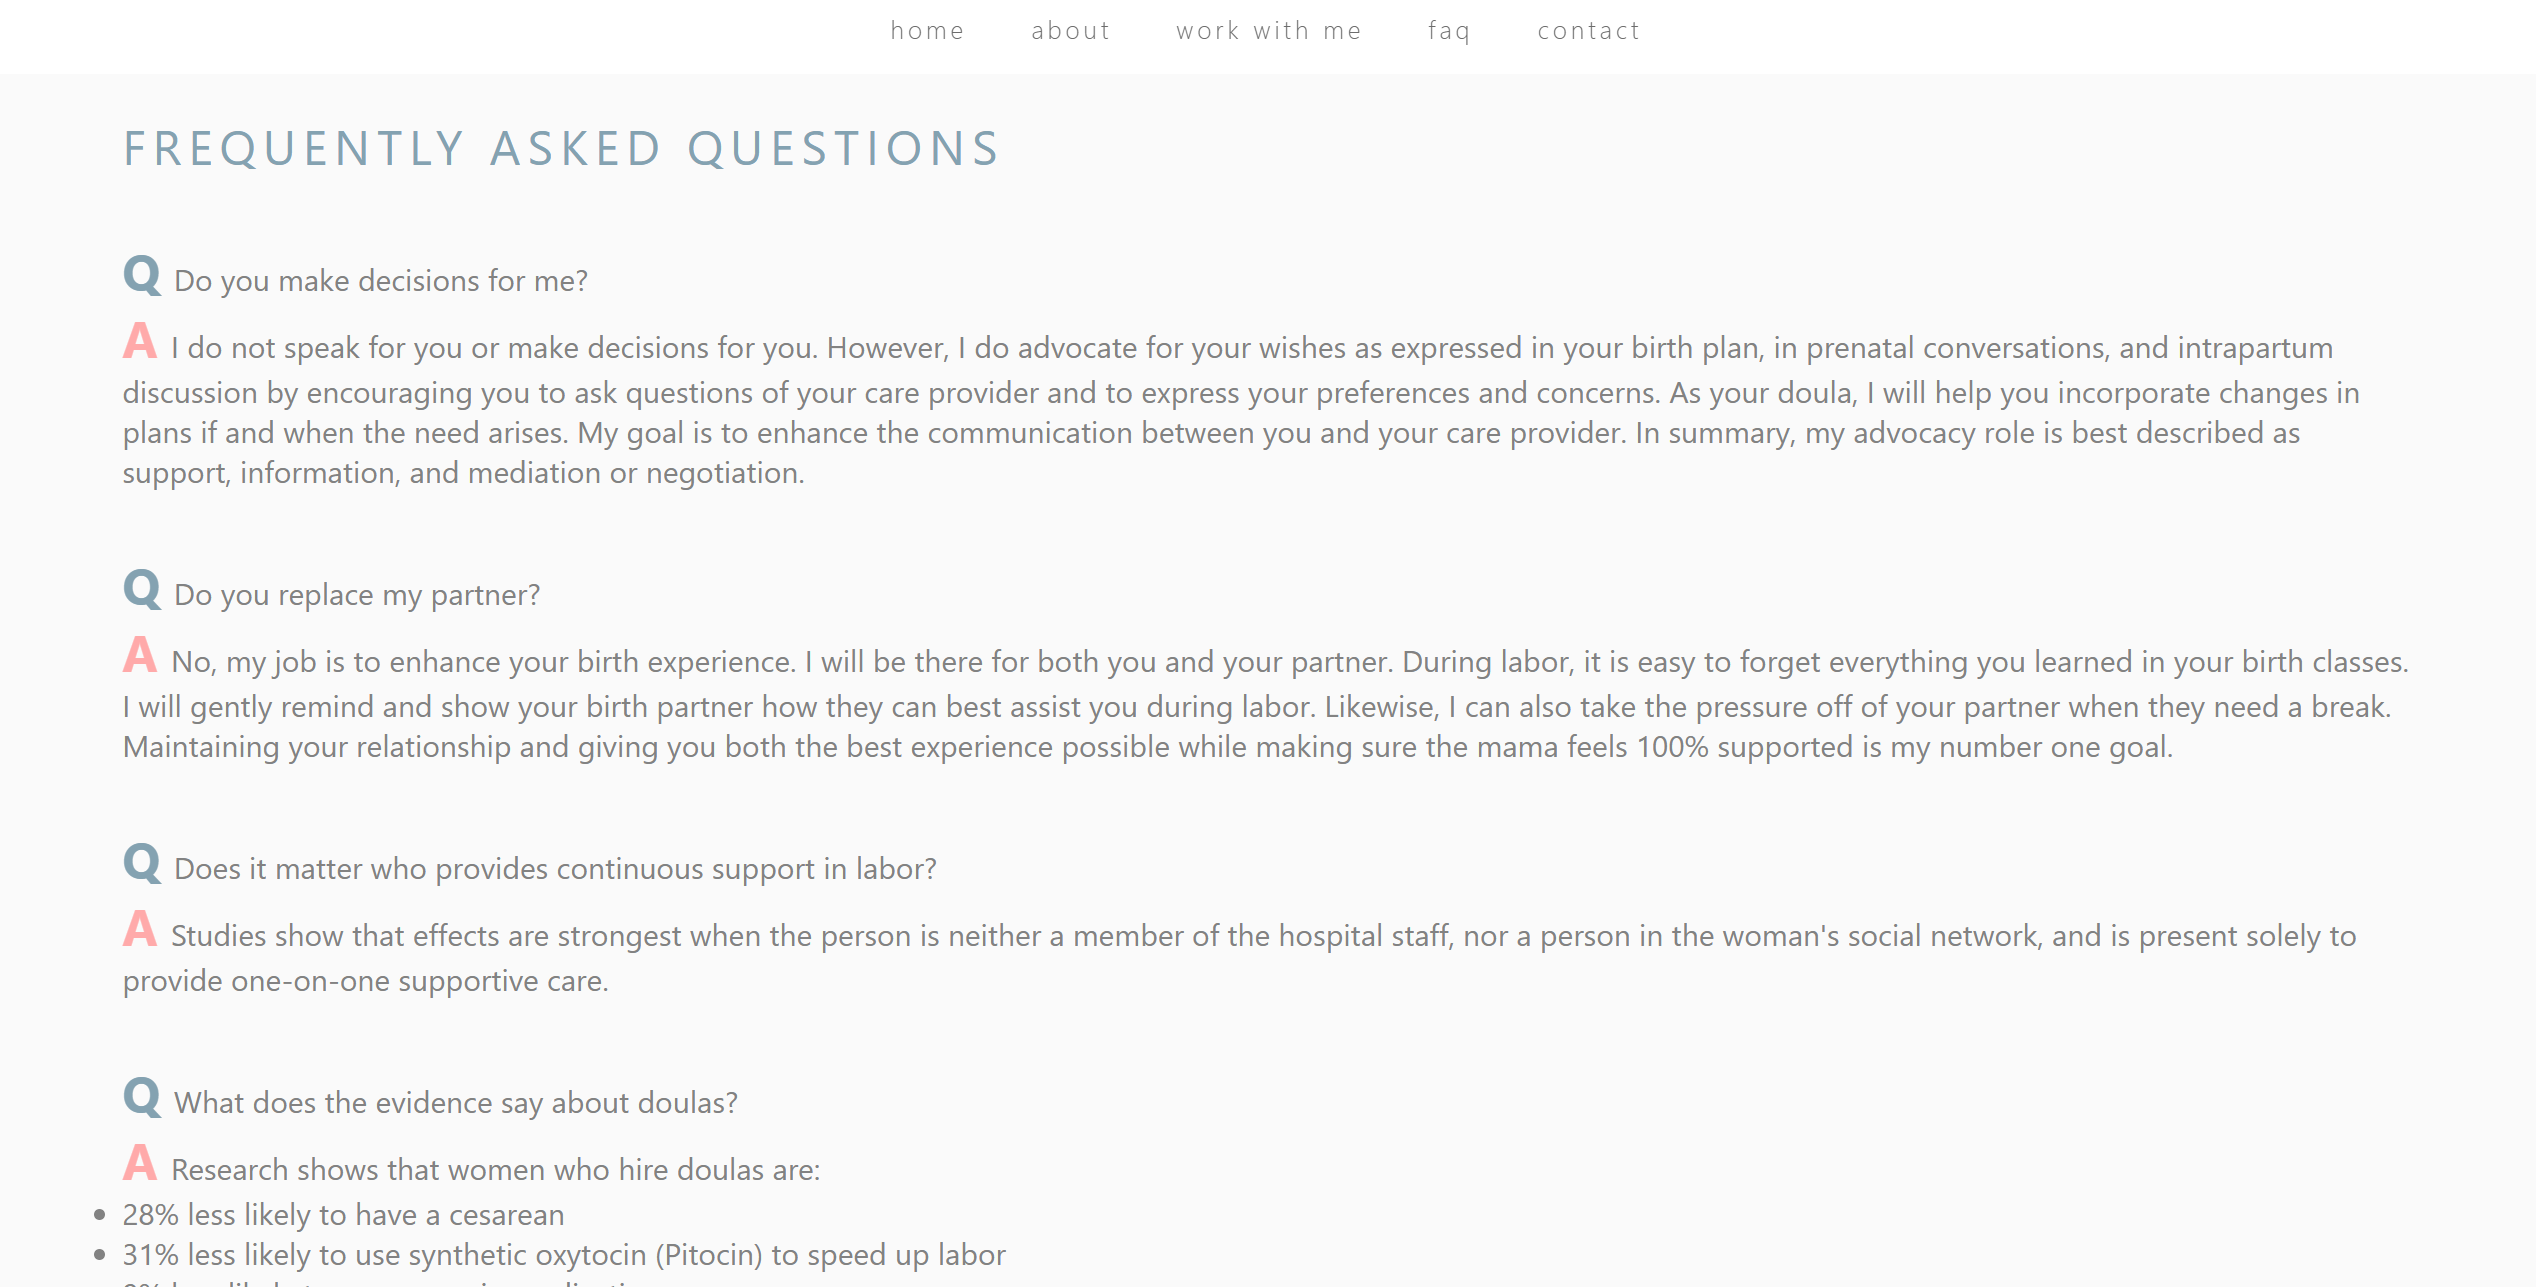 home about work with me faq contact
FREQUENTLY ASKED QUESTIONS
Q Do you make decisions for me?
A I do not speak for you or make decisions for you. However, I do advocate for your wishes as expressed in your birth plan, in prenatal conversations, and intrapartum
discussion by encouraging you to ask questions of your care provider and to express your preferences and concerns. As your doula, I will help you incorporate changes in
plans if and when the need arises. My goal is to enhance the communication between you and your care provider. In summary, my advocacy role is best described as
support, information, and mediation or negotiation.
Q Do you replace my partner?
A No, my job is to enhance your birth experience. I will be there for both you and your partner. During labor, it is easy to forget everything you learned in your birth classes.
I will gently remind and show your birth partner how they can best assist you during labor. Likewise, I can also take the pressure off of your partner when they need a break.
Maintaining your relationship and giving you both the best experience possible while making sure the mama feels 100% supported is my number one goal.
Q Does it matter who provides continuous support in labor?
A Studies show that effects are strongest when the person is neither a member of the hospital staff, nor a person in the woman's social network, and is present solely to
provide one-on-one supportive care.
Q What does the evidence say about doulas?
A Research shows that women who hire doulas are:
• 28% less likely to have a cesarean
• 31% less likely to use synthetic oxytocin (Pitocin) to speed up labor